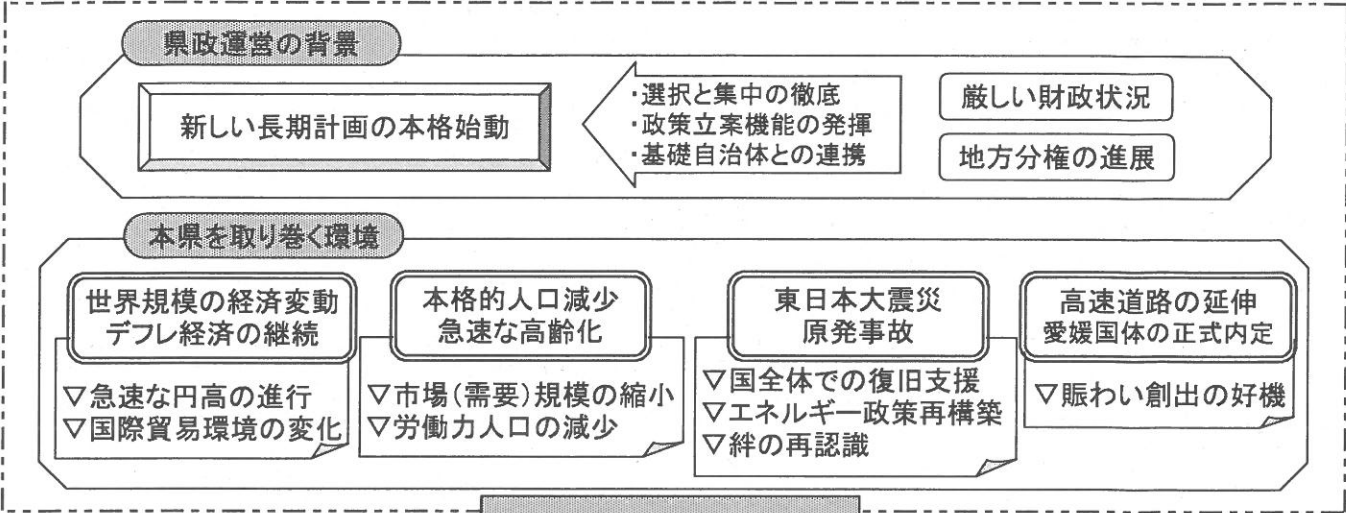 県政運営の背景
新しい長期計画の本格始動
・選択と集中の徹底
・政策立案機能の発揮
・基礎自治体との連携
厳しい財政状況
地方分権の進展
本県を取り巻く環境
世界規模の経済変動
デフレ経済の継続
▽急速な円高の進行
▽国際貿易環境の変化
本格的人口減少
急速な高齢化
▽市場(需要)規模の縮小
▽労働力人口の減少
東日本大震災
原発事故
▽国全体での復旧支援
▽エネルギー政策再構築
▽絆の再認識
高速道路の延伸
愛媛国体の正式内定
▽賑わい創出の好機